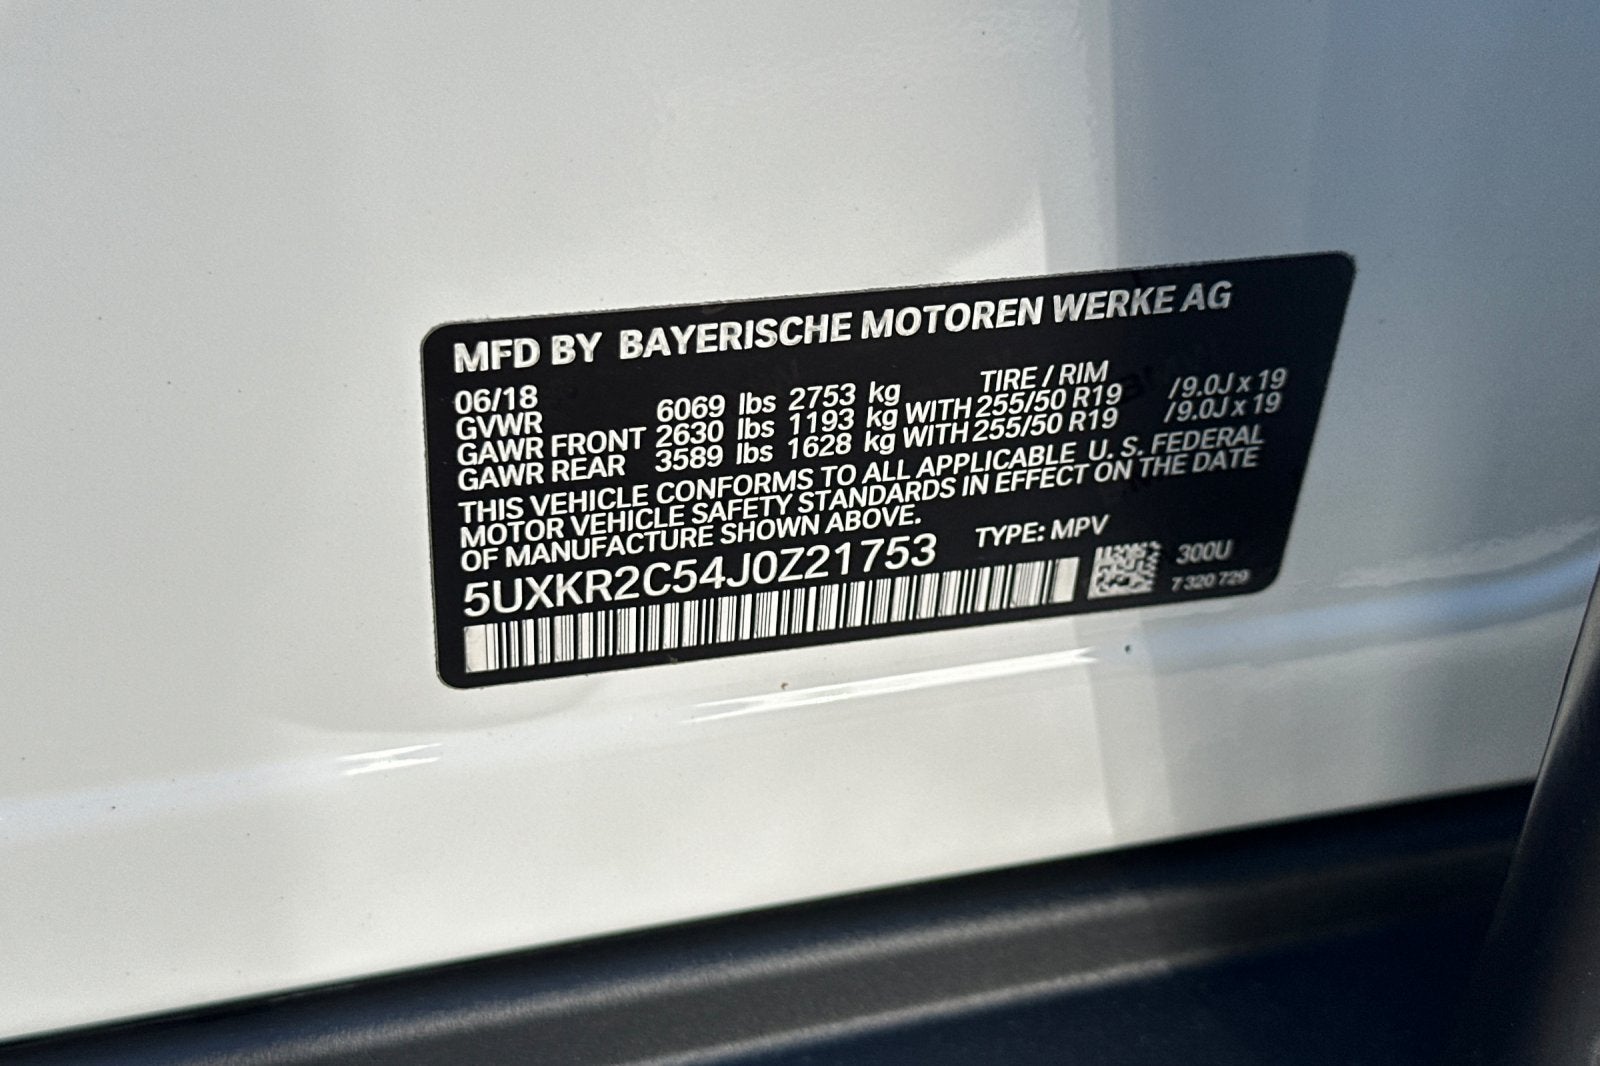 MFD BY BAYERISCHE MOTOREN WERKE AG
06/18 TIRE / RIM
GVWR 6069 lbs 2753 kg
GAWR FRONT 2630 lbs 1193 kg WITH 255/50 R19 /9.0J x 19
GAWR REAR 3589 lbs 1628 kg WITH 255/50 R19 /9.0J x 19
THIS VEHICLE CONFORMS TO ALL APPLICABLE U. S. FEDERAL
MOTOR VEHICLE SAFETY STANDARDS IN EFFECT ON THE DATE
OF MANUFACTURE SHOWN ABOVE.
TYPE: MPV
5UXKR2C54J0Z21753
300U
7 320 729